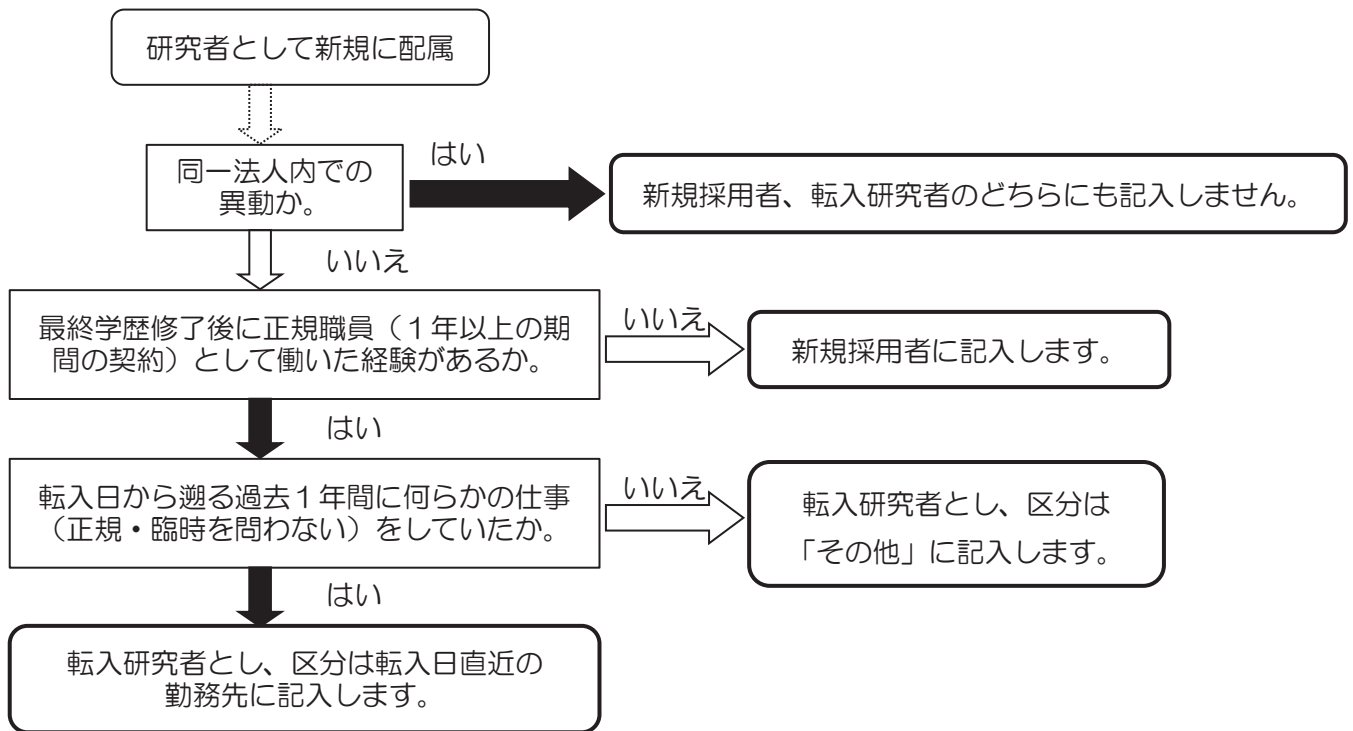 研究者として新規に配属
同一法人内での
異動か。
はい
新規採用者、転入研究者のどちらにも記入しません。
いいえ
最終学歴修了後に正規職員（１年以上の期
間の契約）として働いた経験があるか。
いいえ
新規採用者に記入します。
はい
転入日から遡る過去１年間に何らかの仕事
（正規・臨時を問わない）をしていたか。
いいえ
転入研究者とし、区分は
「その他」に記入します。
はい
転入研究者とし、区分は転入日直近の
勤務先に記入します。